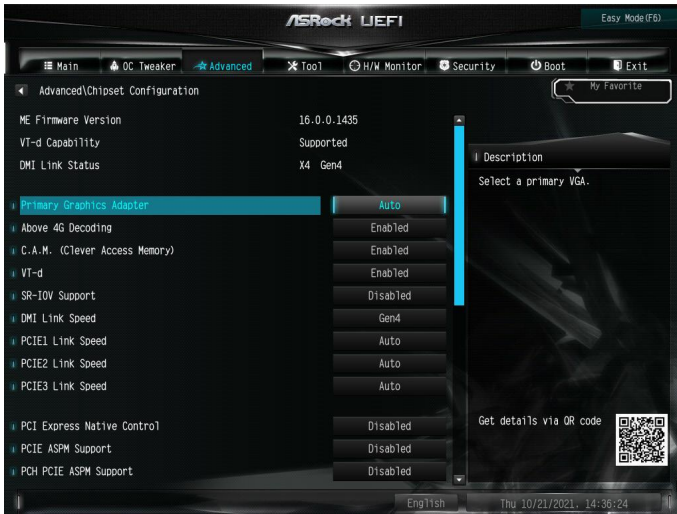 ASRock UEFI
Easy Mode(F6)
Main
OC Tweaker
Advanced
Tool
H/W Monitor
Security
Boot
Exit
Advanced\Chipset Configuration
My Favorite
ME Firmware Version 16.0.0.1435
VT-d Capability Supported
DMI Link Status X4 Gen4
Description
Select a primary VGA.
Primary Graphics Adapter Auto
Above 4G Decoding Enabled
C.A.M. (Clever Access Memory) Enabled
VT-d Enabled
SR-IOV Support Disabled
DMI Link Speed Gen4
PCIE1 Link Speed Auto
PCIE2 Link Speed Auto
PCIE3 Link Speed Auto
PCI Express Native Control Disabled
PCIE ASPM Support Disabled
PCH PCIE ASPM Support Disabled
Get details via QR code
English
Thu 10/21/2021, 14:36:24